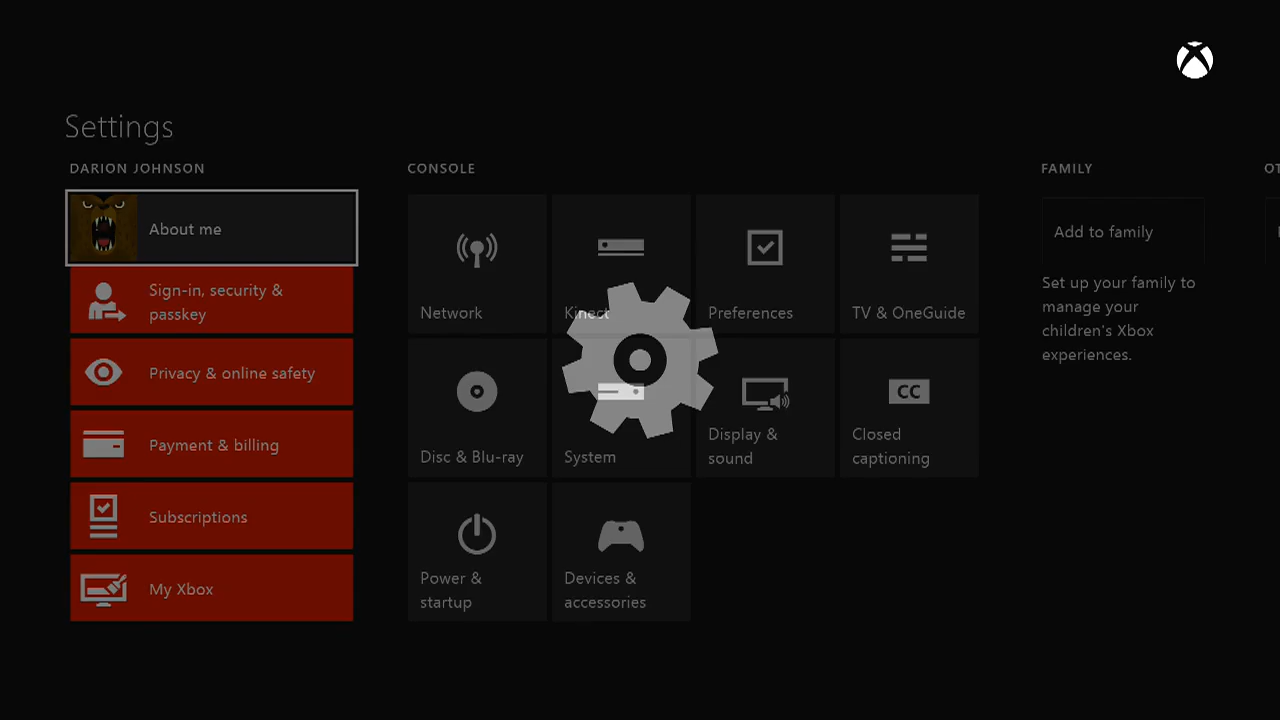 Settings
DARION JOHNSON
About me
Sign-in, security &
passkey
Privacy & online safety
Payment & billing
Subscriptions
My Xbox
CONSOLE
Network
Kinect
Preferences
TV & OneGuide
Disc & Blu-ray
System
Display &
sound
CC
Closed
captioning
Power &
startup
Devices &
accessories
FAMILY
Add to family
Set up your family to
manage your
children's Xbox
experiences.